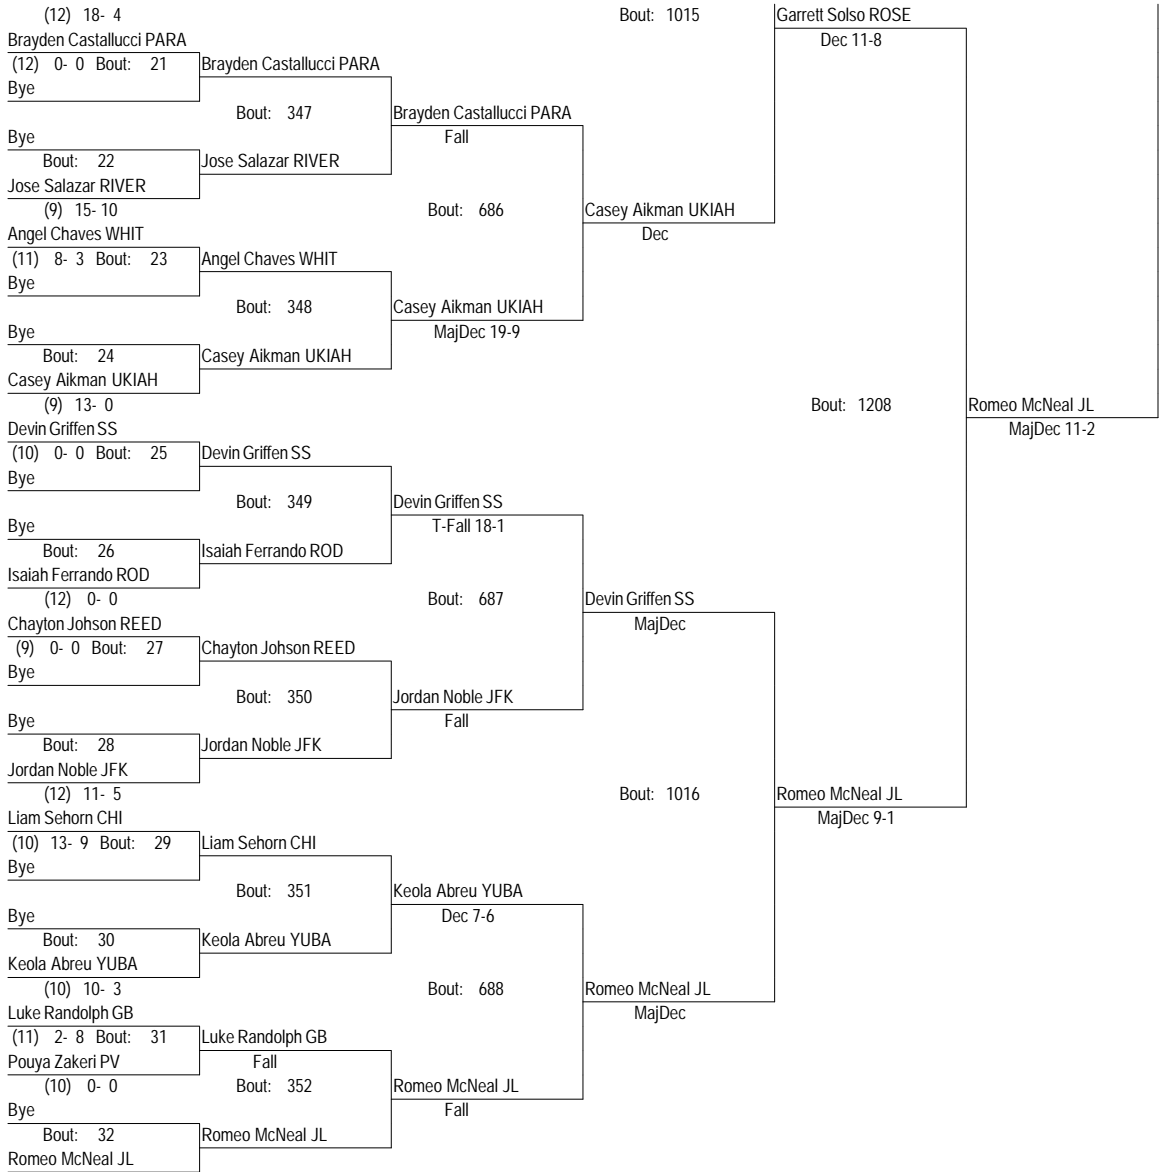 (12) 18- 4
Bout: 1015
Garrett Solso ROSE
Brayden Castallucci PARA
Dec 11-8
(12) 0- 0 Bout: 21
Brayden Castallucci PARA
Bye
Bout: 347
Brayden Castallucci PARA
Bye
Fall
Bout: 22
Jose Salazar RIVER
Jose Salazar RIVER
(9) 15- 10
Bout: 686
Casey Aikman UKIAH
Angel Chaves WHIT
Dec
(11) 8- 3 Bout: 23
Angel Chaves WHIT
Bye
Bout: 348
Casey Aikman UKIAH
Bye
MajDec 19-9
Bout: 24
Casey Aikman UKIAH
Casey Aikman UKIAH
(9) 13- 0
Bout: 1208
Romeo McNeal JL
Devin Griffen SS
MajDec 11-2
(10) 0- 0 Bout: 25
Devin Griffen SS
Bye
Bout: 349
Devin Griffen SS
Bye
T-Fall 18-1
Bout: 26
Isaiah Ferrando ROD
Isaiah Ferrando ROD
(12) 0- 0
Bout: 687
Devin Griffen SS
Chayton Johson REED
MajDec
(9) 0- 0 Bout: 27
Chayton Johson REED
Bye
Bout: 350
Jordan Noble JFK
Bye
Fall
Bout: 28
Jordan Noble JFK
Jordan Noble JFK
(12) 11- 5
Bout: 1016
Romeo McNeal JL
Liam Sehorn CHI
MajDec 9-1
(10) 13- 9 Bout: 29
Liam Sehorn CHI
Bye
Bout: 351
Keola Abreu YUBA
Bye
Dec 7-6
Bout: 30
Keola Abreu YUBA
Keola Abreu YUBA
(10) 10- 3
Bout: 688
Romeo McNeal JL
Luke Randolph GB
MajDec
(11) 2- 8 Bout: 31
Luke Randolph GB
Pouya Zakeri PV
Fall
(10) 0- 0
Bout: 352
Romeo McNeal JL
Bye
Fall
Bout: 32
Romeo McNeal JL
Romeo McNeal JL